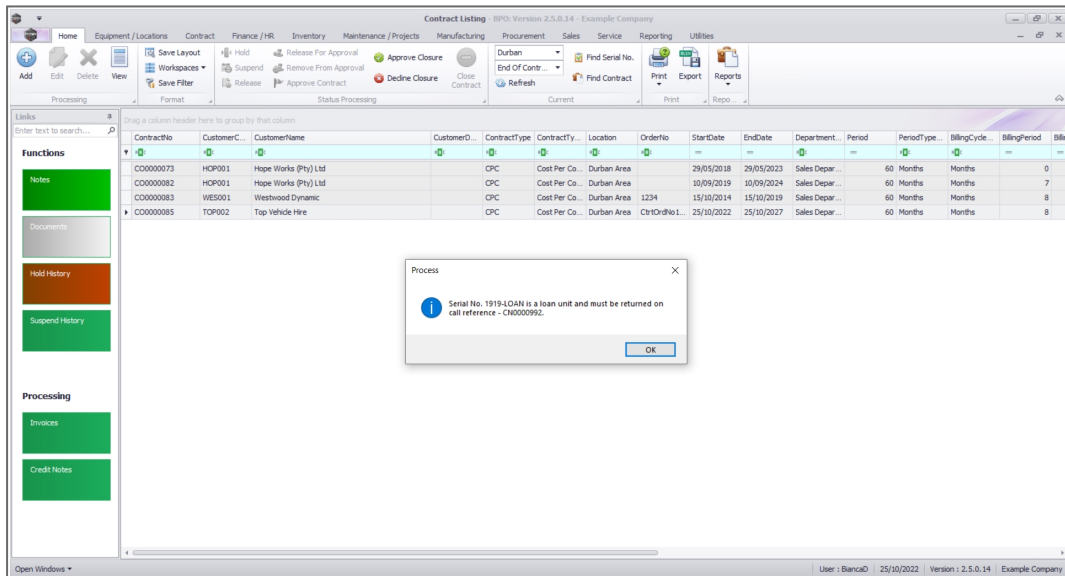 Contract Listing - BPO: Version 2.5.0.14 - Example Company
Home Equipment / Locations Contract Finance / HR Inventory Maintenance / Projects Manufacturing Procurement Sales Service Reporting Utilities
Add Edit Delete View
Processing
Save Layout
Workspaces
Save Filter
Format
Hold
Suspend
Release
Release For Approval
Remove From Approval
Approve Contract
Approve Closure
Decline Closure
Close Contract
Status Processing
Durban
End Of Contr...
Refresh
Find Serial No.
Find Contract
Current
Print Export
Print
Reports
Repo...
Links
Enter text to search...
Functions
Notes
Documents
Hold History
Suspend History
Processing
Invoices
Credit Notes
Drag a column header here to group by that column
ContractNo CustomerC... CustomerName CustomerD... ContractType ContractTy... Location OrderNo StartDate EndDate Department... Period PeriodType... BillingCycle... BillingPeriod Billi
CO0000073 HOP001 Hope Works (Pty) Ltd CPC Cost Per Co... Durban Area 29/05/2018 29/05/2023 Sales Depar... 60 Months Months 0
CO0000082 HOP001 Hope Works (Pty) Ltd CPC Cost Per Co... Durban Area 10/09/2019 10/09/2024 Sales Depar... 60 Months Months 7
CO0000083 WES001 Westwood Dynamic CPC Cost Per Co... Durban Area 1234 15/10/2014 15/10/2019 Sales Depar... 60 Months Months 8
CO0000085 TOP002 Top Vehicle Hire CPC Cost Per Co... Durban Area CtrtOrdNo1... 25/10/2022 25/10/2027 Sales Depar... 60 Months Months 8
Process
Serial No. 1919-LOAN is a loan unit and must be returned on
call reference - CN0000992.
OK
Open Windows
User : BiancaD 25/10/2022 Version : 2.5.0.14 Example Company